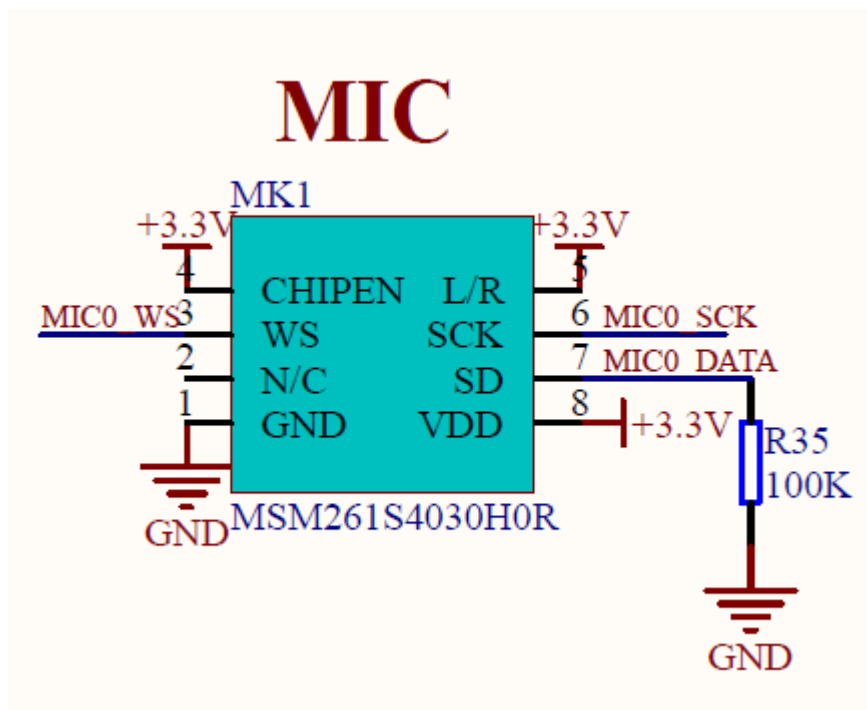 MIC
MK1
+3.3V
+3.3V
4
CHIPEN
L/R
5
MIC0_WS
3
WS
SCK
6
MIC0_SCK
2
N/C
SD
7
MIC0_DATA
1
GND
VDD
8
+3.3V
R35
100K
GND
MSM261S4030H0R
GND